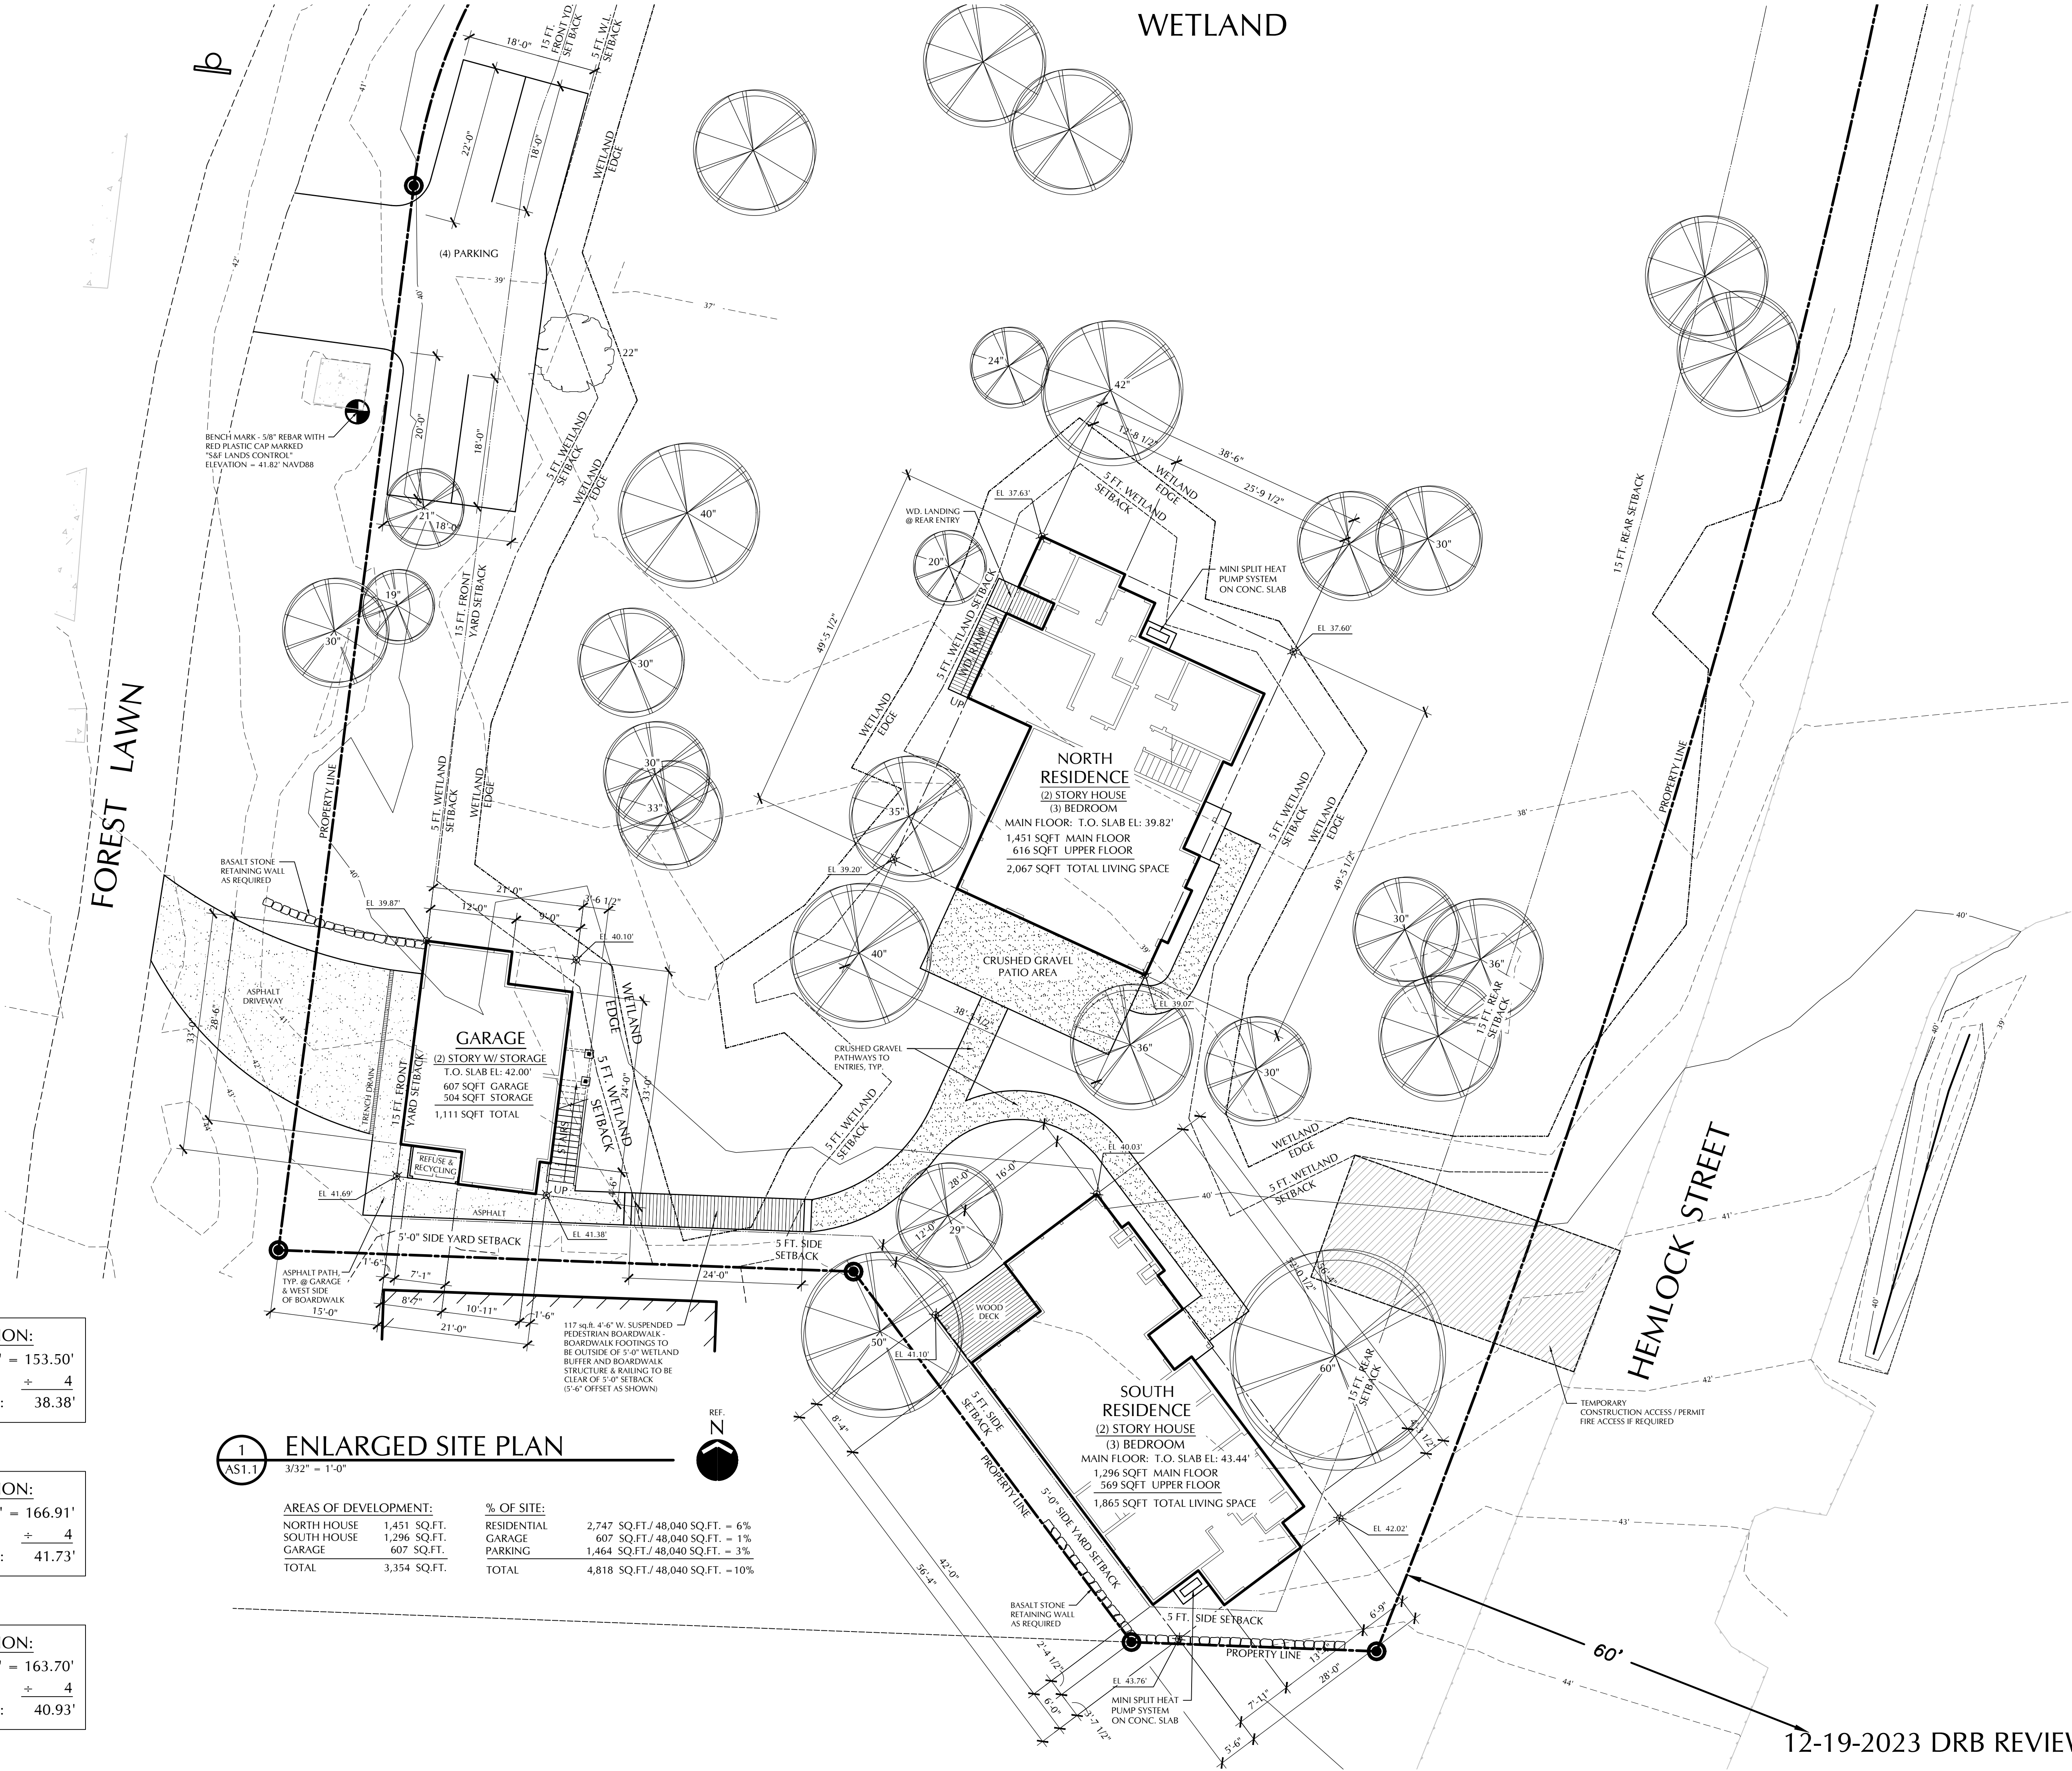 WETLAND
18'-0"
15 FT.
FRONT YD.
SET BACK
5 FT. W.L.
SETBACK
41'
22'-0"
18'-0"
WETLAND
EDGE
(4) PARKING
42'
39'
40'
37'
22"
BENCH MARK - 5/8" REBAR WITH
RED PLASTIC CAP MARKED
"S&F LANDS CONTROL"
ELEVATION = 41.82' NAVD88
20'-0"
18'-0"
5 FT. WETLAND
SETBACK
WETLAND
EDGE
21"
18'-0"
40"
24"
42"
12'-8 1/2"
38'-6"
25'-9 1/2"
WETLAND
EDGE
5 FT. WETLAND
SETBACK
EL 37.63'
WD. LANDING
@ REAR ENTRY
20"
30"
15 FT. REAR SETBACK
MINI SPLIT HEAT
PUMP SYSTEM
ON CONC. SLAB
EL 37.60'
19"
30"
15 FT. FRONT
YARD SETBACK
30"
49'-5 1/2"
5 FT. WETLAND SETBACK
WD. RAMP
UP
WETLAND
EDGE
FOREST LAWN
PROPERTY LINE
5 FT. WETLAND
SETBACK
WETLAND
EDGE
30"
33"
35"
NORTH
RESIDENCE
(2) STORY HOUSE
(3) BEDROOM
MAIN FLOOR: T.O. SLAB EL: 39.82'
1,451 SQFT MAIN FLOOR
616 SQFT UPPER FLOOR
2,067 SQFT TOTAL LIVING SPACE
5 FT. WETLAND
SETBACK
WETLAND
EDGE
38'
PROPERTY LINE
49'-5 1/2"
BASALT STONE
RETAINING WALL
AS REQUIRED
40'
EL 39.87'
21'-0"
12'-0"
9'-0"
3'-6 1/2"
EL 40.10'
EL 39.20'
40"
39'
CRUSHED GRAVEL
PATIO AREA
EL 39.07'
38'-5 1/2"
36"
30"
30"
36"
15 FT. REAR
SETBACK
40'
40'
39'
40'
ASPHALT
DRIVEWAY
41'
33'-0"
28'-6"
42'
43'
44'
TRENCH DRAIN
15 FT. FRONT
YARD SETBACK
GARAGE
(2) STORY W/ STORAGE
T.O. SLAB EL: 42.00'
607 SQFT GARAGE
504 SQFT STORAGE
1,111 SQFT TOTAL
WETLAND
EDGE
5 FT. WETLAND
SETBACK
24'-0"
33'-0"
STAIRS
UP
4'-6"
REFUSE &
RECYCLING
EL 41.69'
ASPHALT
EL 41.38'
5'-0" SIDE YARD SETBACK
CRUSHED GRAVEL
PATHWAYS TO
ENTRIES, TYP.
5 FT. WETLAND
SETBACK
5 FT. SIDE
SETBACK
24'-0"
ASPHALT PATH,
TYP. @ GARAGE
& WEST SIDE
OF BOARDWALK
1'-6"
7'-1"
15'-0"
8'-7"
10'-11"
1'-6"
21'-0"
117 sq.ft. 4'-6" W. SUSPENDED
PEDESTRIAN BOARDWALK -
BOARDWALK FOOTINGS TO
BE OUTSIDE OF 5'-0" WETLAND
BUFFER AND BOARDWALK
STRUCTURE & RAILING TO BE
CLEAR OF 5'-0" SETBACK
(5'-6" OFFSET AS SHOWN)
28'-0"
16'-0"
12'-0"
29"
EL 40.03'
40'
WETLAND
EDGE
5 FT. WETLAND
SETBACK
HEMLOCK STREET
41'
42'
43'
44'
TEMPORARY
CONSTRUCTION ACCESS / PERMIT
FIRE ACCESS IF REQUIRED
WOOD
DECK
50"
EL 41.10'
56'-4"
60"
15 FT. REAR
SETBACK
SOUTH
RESIDENCE
(2) STORY HOUSE
(3) BEDROOM
MAIN FLOOR: T.O. SLAB EL: 43.44'
1,296 SQFT MAIN FLOOR
569 SQFT UPPER FLOOR
1,865 SQFT TOTAL LIVING SPACE
5 FT. SIDE
SETBACK
PROPERTY LINE
5'-0" SIDE YARD SETBACK
8'-4"
42'-0"
56'-4"
EL 42.02'
BASALT STONE
RETAINING WALL
AS REQUIRED
5 FT. SIDE SETBACK
PROPERTY LINE
6'-9"
28'-0"
7'-11"
5'-6"
2'-4 1/2"
6'-0"
3'-7 1/2"
EL 43.76'
MINI SPLIT HEAT
PUMP SYSTEM
ON CONC. SLAB
60'
ON:
' = 153.50'
÷ 4
: 38.38'
ON:
' = 166.91'
÷ 4
: 41.73'
ON:
' = 163.70'
÷ 4
: 40.93'
1
AS1.1
ENLARGED SITE PLAN
3/32" = 1'-0"
REF.
N
AREAS OF DEVELOPMENT:
NORTH HOUSE 1,451 SQ.FT.
SOUTH HOUSE 1,296 SQ.FT.
GARAGE 607 SQ.FT.
TOTAL 3,354 SQ.FT.
% OF SITE:
RESIDENTIAL 2,747 SQ.FT./ 48,040 SQ.FT. = 6%
GARAGE 607 SQ.FT./ 48,040 SQ.FT. = 1%
PARKING 1,464 SQ.FT./ 48,040 SQ.FT. = 3%
TOTAL 4,818 SQ.FT./ 48,040 SQ.FT. =10%
12-19-2023 DRB REVIEW